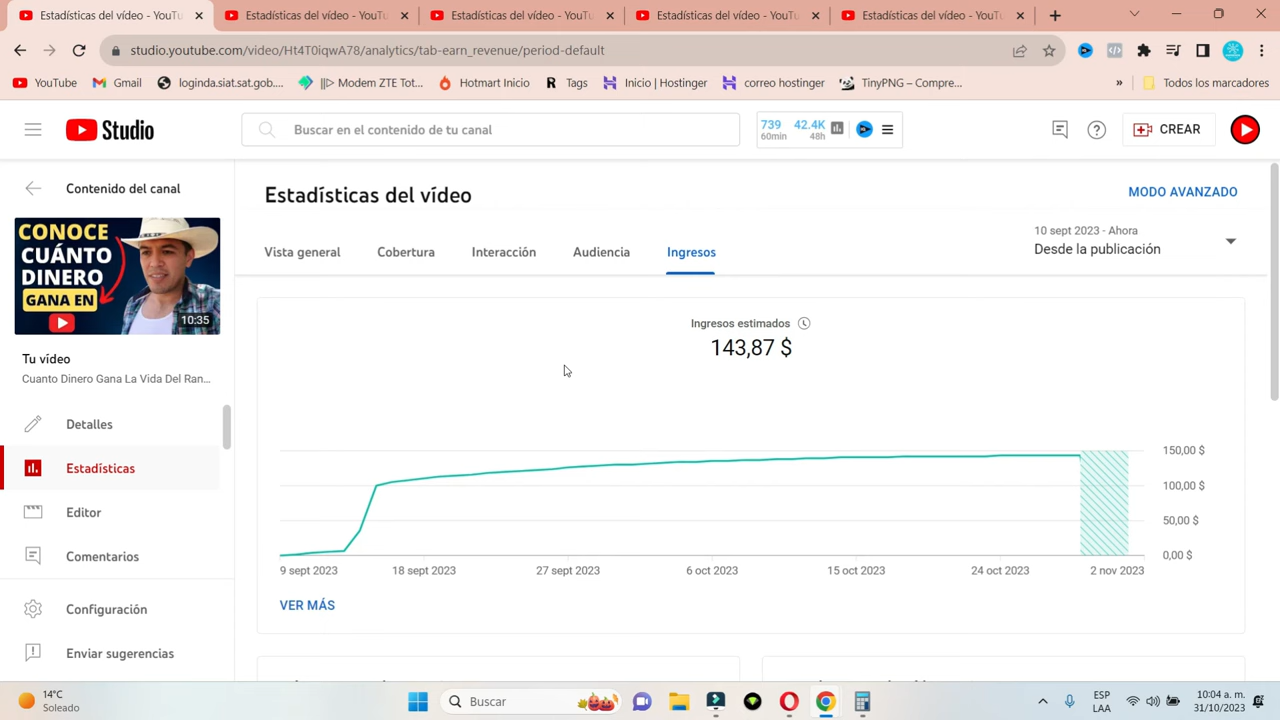 Estadísticas del vídeo - YouTu
Estadísticas del vídeo - YouTu
Estadísticas del vídeo - YouTu
Estadísticas del vídeo - YouTu
Estadísticas del vídeo - YouTu
studio.youtube.com/video/Ht4T0iqwA78/analytics/tab-earn_revenue/period-default
YouTube
Gmail
loginda.siat.sat.gob....
||▷ Modem ZTE Tot...
Hotmart Inicio
R Tags
Inicio | Hostinger
correo hostinger
TinyPNG – Compre...
»
Todos los marcadores
Studio
Buscar en el contenido de tu canal
739 42.4K
60min 48h
CREAR
Contenido del canal
CONOCE
CUÁNTO
DINERO
GANA EN
10:35
Tu vídeo
Cuanto Dinero Gana La Vida Del Ran...
Detalles
Estadísticas
Editor
Comentarios
Configuración
Enviar sugerencias
Estadísticas del vídeo
MODO AVANZADO
Vista general
Cobertura
Interacción
Audiencia
Ingresos
10 sept 2023 - Ahora
Desde la publicación
Ingresos estimados
143,87 $
150,00 $
100,00 $
50,00 $
0,00 $
9 sept 2023
18 sept 2023
27 sept 2023
6 oct 2023
15 oct 2023
24 oct 2023
2 nov 2023
VER MÁS
14°C
Soleado
Buscar
ESP
LAA
10:04 a. m.
31/10/2023